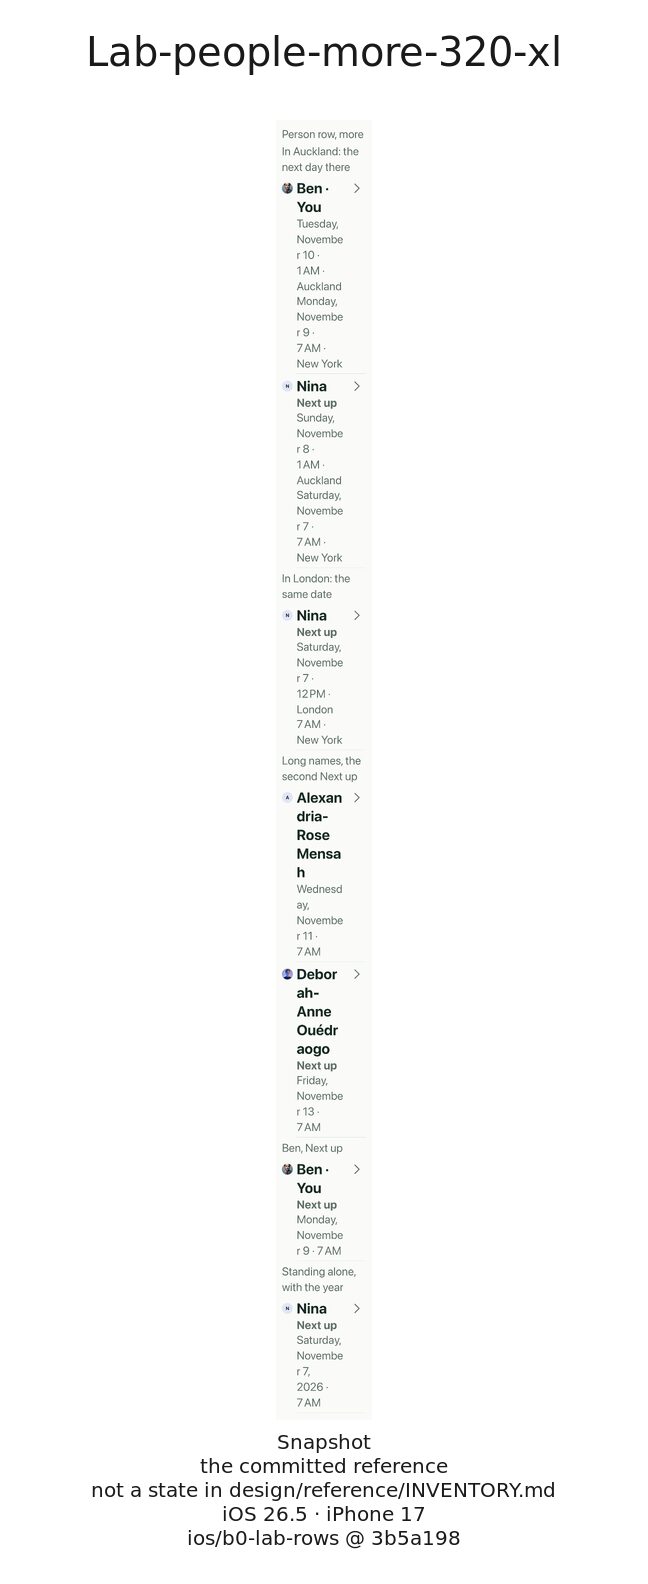 Lab-people-more-320-xl
Person row, more
In Auckland: the
next day there
Ben ·
You
Tuesday,
Novembe
r 10 ·
1 AM ·
Auckland
Monday,
Novembe
r 9 ·
7 AM ·
New York
N
Nina
Next up
Sunday,
Novembe
r 8 ·
1 AM ·
Auckland
Saturday,
Novembe
r 7 ·
7 AM ·
New York
In London: the
same date
N
Nina
Next up
Saturday,
Novembe
r 7 ·
12 PM ·
London
7 AM ·
New York
Long names, the
second Next up
A
Alexan
dria-
Rose
Mensa
h
Wednesd
ay,
Novembe
r 11 ·
7 AM
Debor
ah-
Anne
Ouédr
aogo
Next up
Friday,
Novembe
r 13 ·
7 AM
Ben, Next up
Ben ·
You
Next up
Monday,
Novembe
r 9 · 7 AM
Standing alone,
with the year
N
Nina
Next up
Saturday,
Novembe
r 7,
2026 ·
7 AM
Snapshot
the committed reference
not a state in design/reference/INVENTORY.md
iOS 26.5 · iPhone 17
ios/b0-lab-rows @ 3b5a198